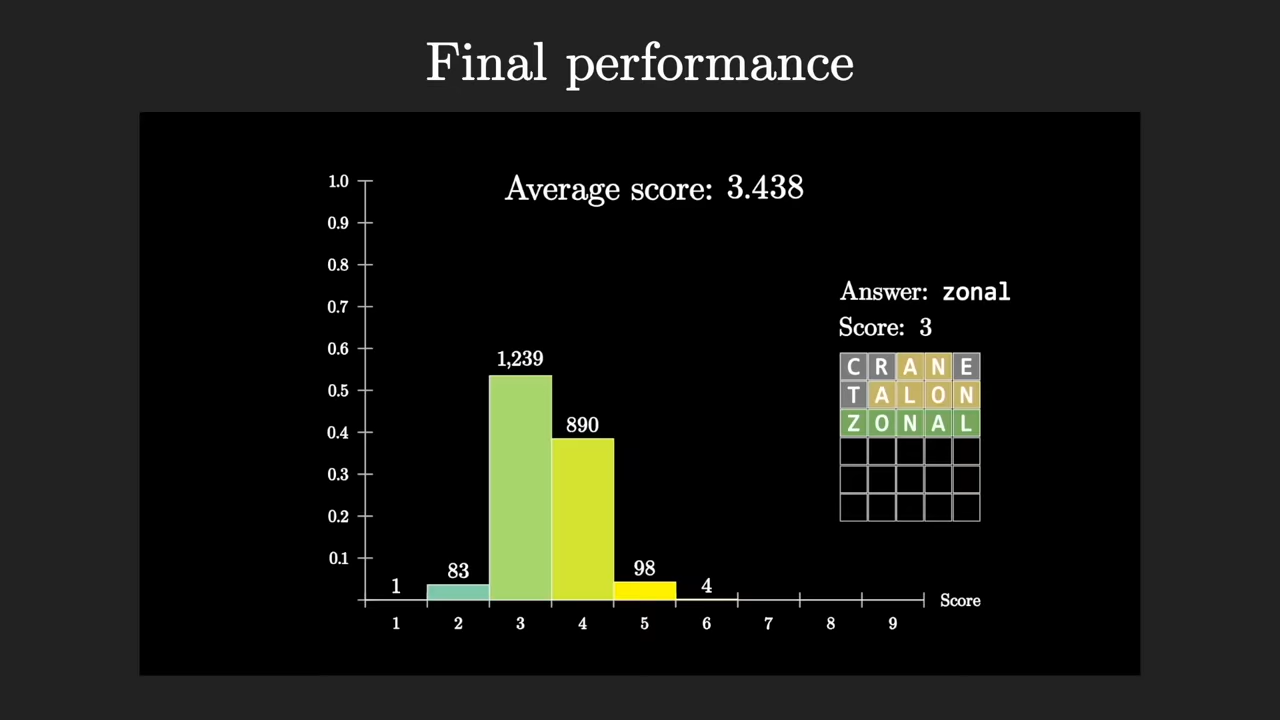 Final performance
Average score: 3.438
1.0
0.9
0.8
0.7
0.6
0.5
0.4
0.3
0.2
0.1
1
83
1,239
890
98
4
1 2 3 4 5 6 7 8 9
Score
Answer: zonal
Score: 3
C R A N E
T A L O N
Z O N A L